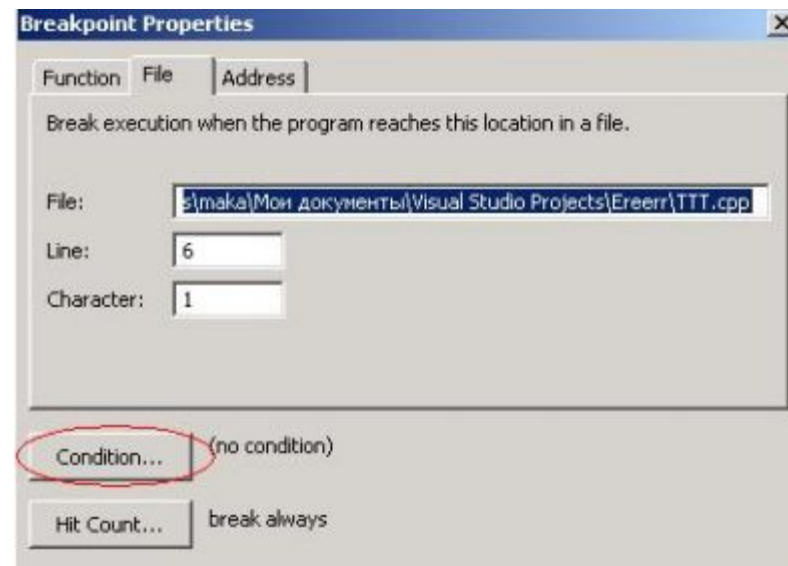 Breakpoint Properties
Function File Address
Break execution when the program reaches this location in a file.
File: s\maka\Мои документы\Visual Studio Projects\Ereerr\TTT.cpp
Line: 6
Character: 1
Condition... (no condition)
Hit Count... break always